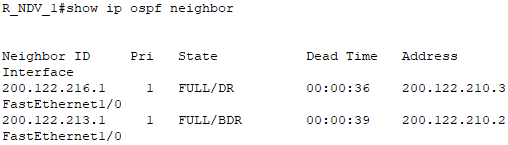 R_NDV_1#show ip ospf neighbor
Neighbor ID     Pri   State           Dead Time   Address
Interface
200.122.216.1     1   FULL/DR         00:00:36    200.122.210.3
FastEthernet1/0
200.122.213.1     1   FULL/BDR        00:00:39    200.122.210.2
FastEthernet1/0